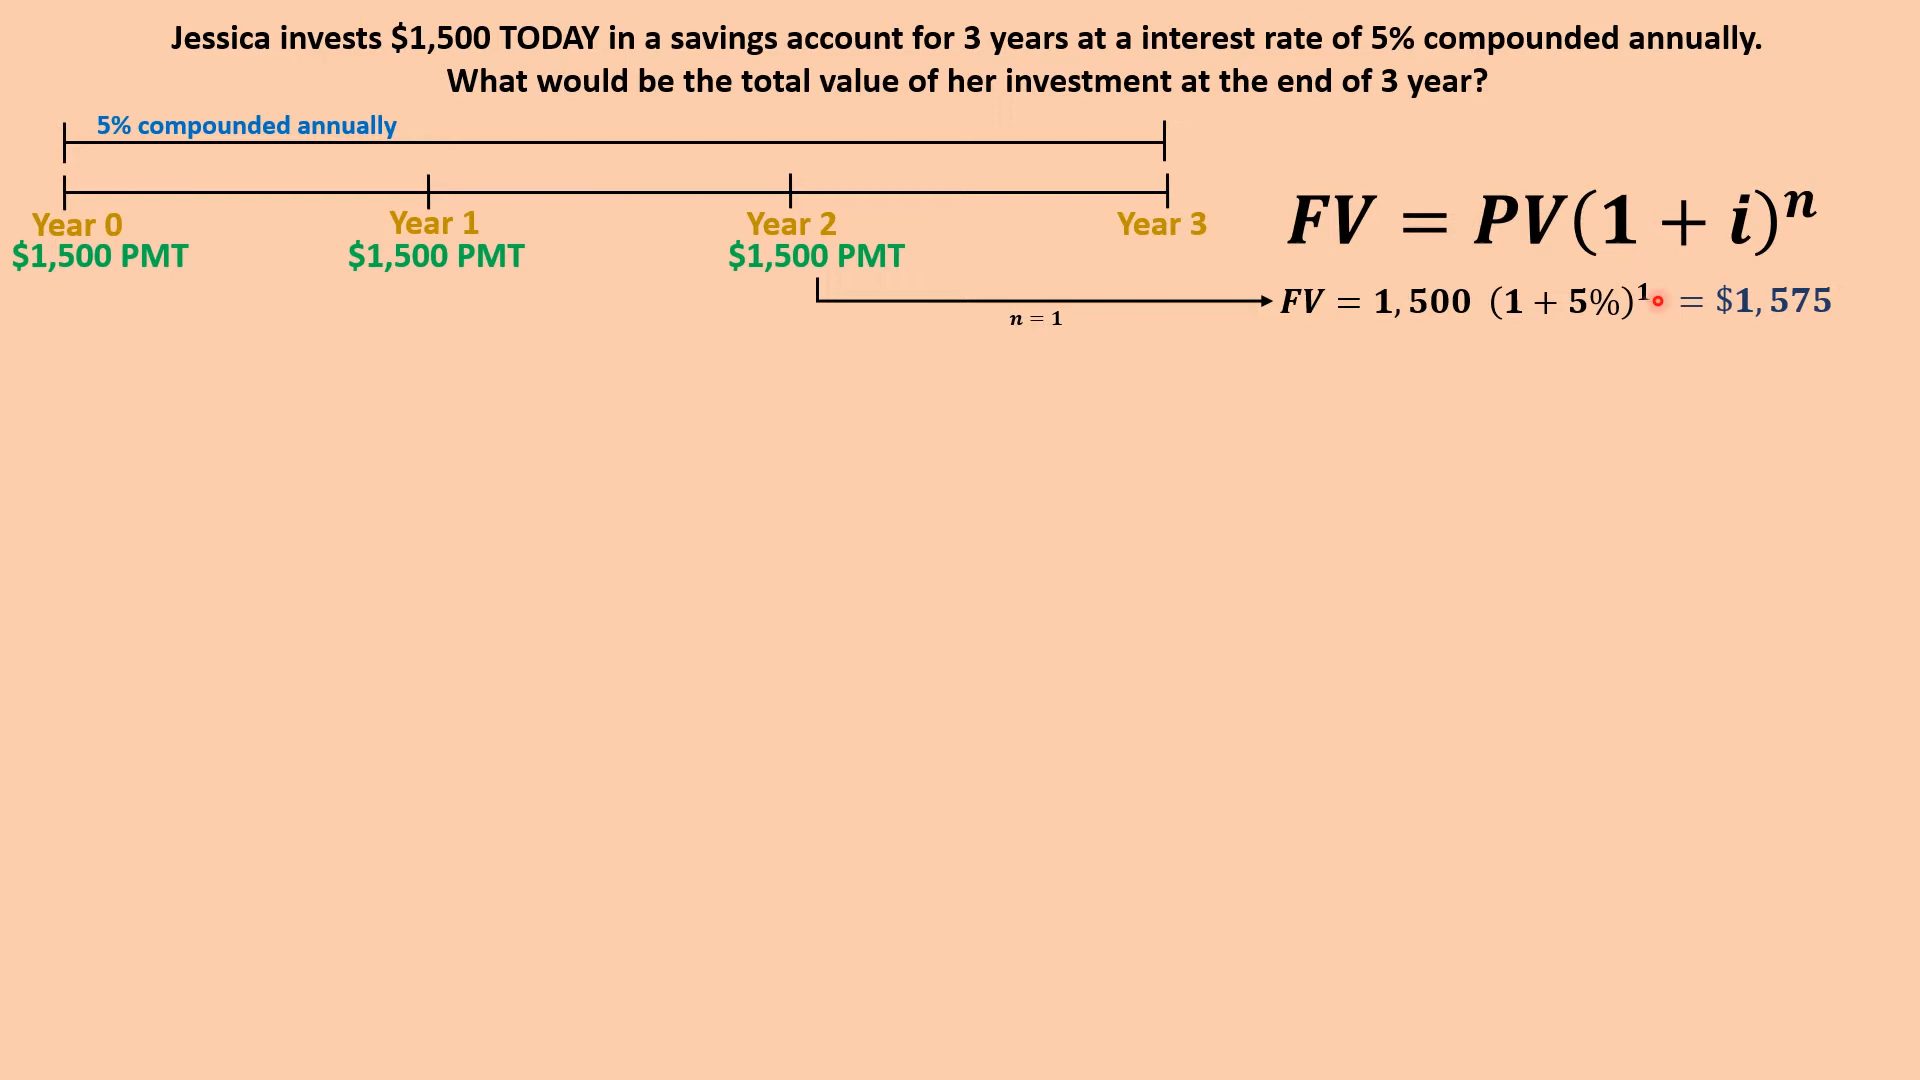 Jessica invests $1,500 TODAY in a savings account for 3 years at a interest rate of 5% compounded annually.
What would be the total value of her investment at the end of 3 year?
5% compounded annually
Year 0 Year 1 Year 2 Year 3
$1,500 PMT $1,500 PMT $1,500 PMT
FV = PV(1 + i)^n
n = 1
FV = 1,500 (1 + 5%)^1 = $1,575